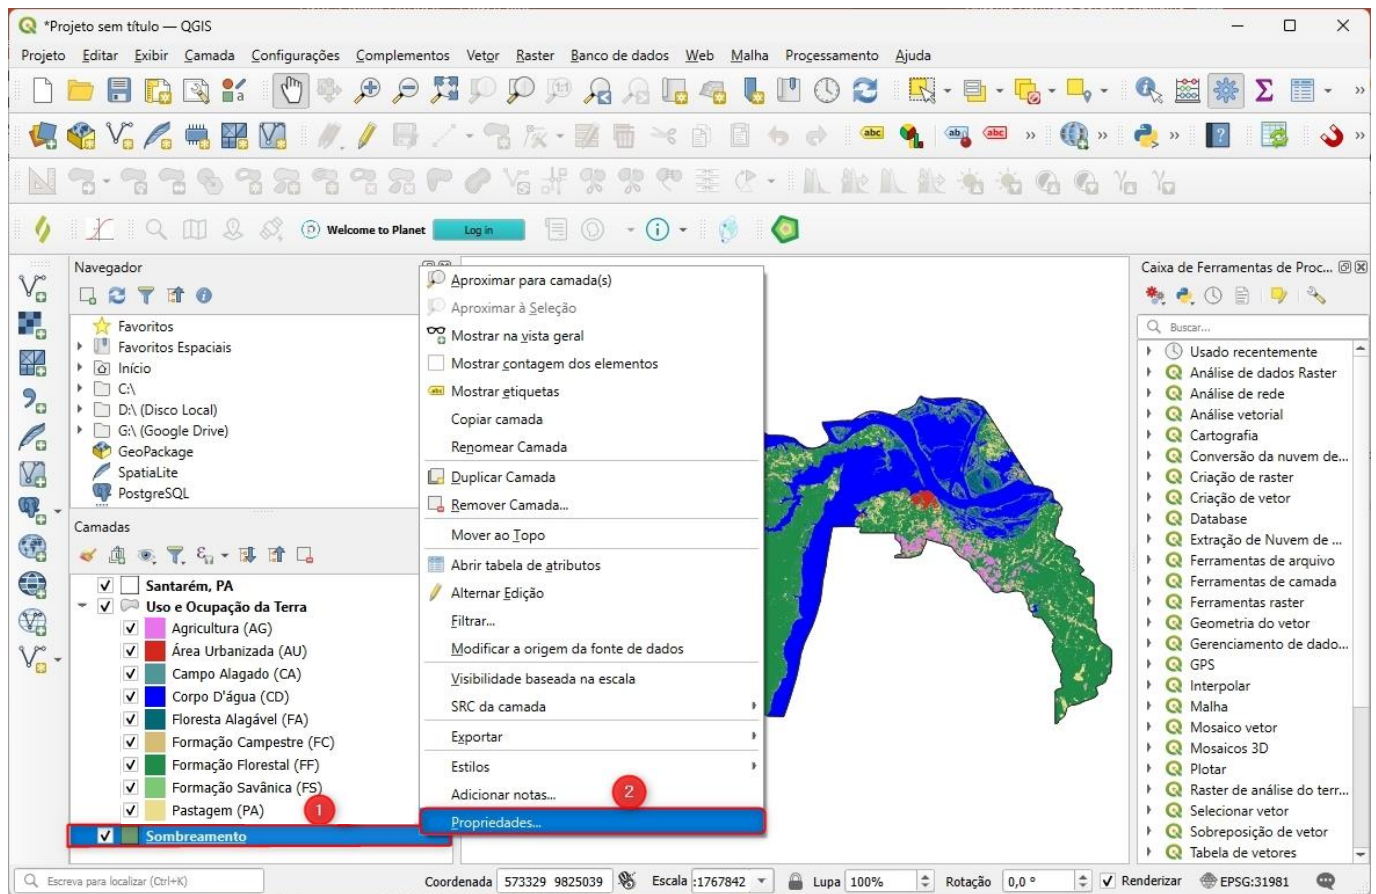 *Projeto sem título — QGIS
Projeto Editar Exibir Camada Configurações Complementos Vetor Raster Banco de dados Web Malha Processamento Ajuda
Welcome to Planet Log in
Navegador
Favoritos
Favoritos Espaciais
Início
C:\
D:\ (Disco Local)
G:\ (Google Drive)
GeoPackage
SpatiaLite
PostgreSQL
Camadas
Santarém, PA
Uso e Ocupação da Terra
Agricultura (AG)
Área Urbanizada (AU)
Campo Alagado (CA)
Corpo D'água (CD)
Floresta Alagável (FA)
Formação Campestre (FC)
Formação Florestal (FF)
Formação Savânica (FS)
Pastagem (PA)
1
Sombreamento
Aproximar para camada(s)
Aproximar à Seleção
Mostrar na vista geral
Mostrar contagem dos elementos
Mostrar etiquetas
Copiar camada
Renomear Camada
Duplicar Camada
Remover Camada...
Mover ao Topo
Abrir tabela de atributos
Alternar Edição
Filtrar...
Modificar a origem da fonte de dados
Visibilidade baseada na escala
SRC da camada
Exportar
Estilos
Adicionar notas...
2
Propriedades...
Caixa de Ferramentas de Proc...
Buscar...
Usado recentemente
Análise de dados Raster
Análise de rede
Análise vetorial
Cartografia
Conversão da nuvem de...
Criação de raster
Criação de vetor
Database
Extração de Nuvem de ...
Ferramentas de arquivo
Ferramentas de camada
Ferramentas raster
Geometria do vetor
Gerenciamento de dado...
GPS
Interpolar
Malha
Mosaico vetor
Mosaicos 3D
Plotar
Raster de análise do terr...
Selecionar vetor
Sobreposição de vetor
Tabela de vetores
Escreva para localizar (Ctrl+K) Coordenada 573329 9825039 Escala :1767842 Lupa 100% Rotação 0,0 ° Renderizar EPSG:31981